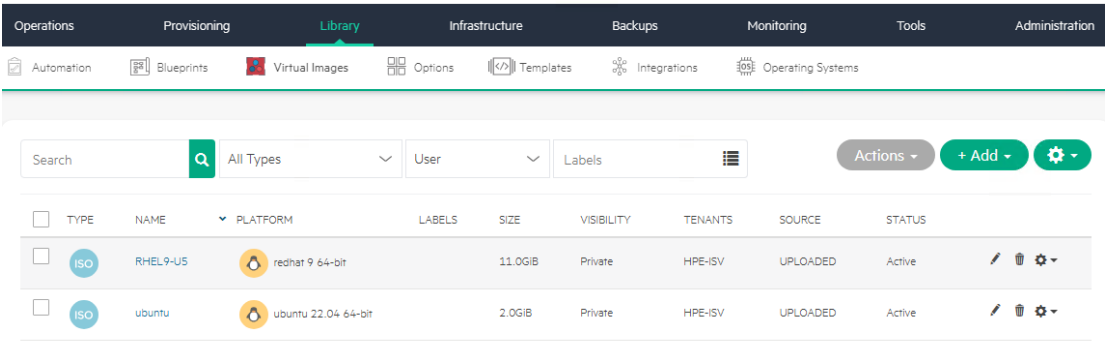 Operations Provisioning Library Infrastructure Backups Monitoring Tools Administration
Automation Blueprints Virtual Images Options Templates Integrations OS Operating Systems
Search All Types User Labels Actions + Add
TYPE NAME PLATFORM LABELS SIZE VISIBILITY TENANTS SOURCE STATUS
ISO RHEL9-U5 redhat 9 64-bit 11.0GiB Private HPE-ISV UPLOADED Active
ISO ubuntu ubuntu 22.04 64-bit 2.0GiB Private HPE-ISV UPLOADED Active